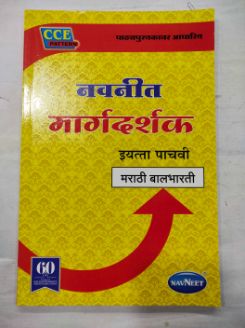 CCE
PATTERN
पाठ्यपुस्तकावर आधारित
नवनीत
मार्गदर्शक
इयत्ता पाचवी
मराठी बालभारती
60
NAVNEET